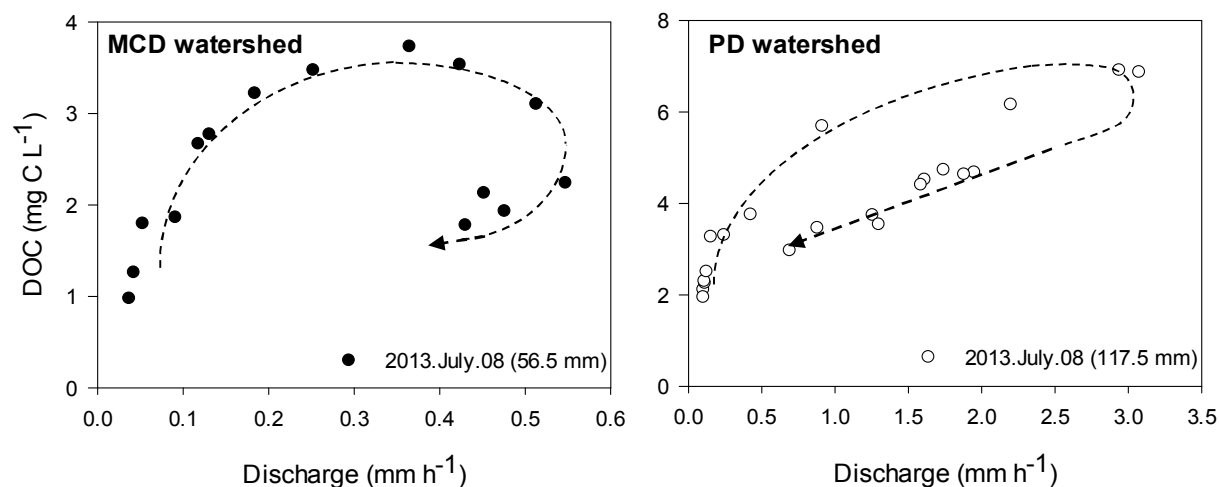 MCD watershed
DOC (mg C L-1)
4
3
2
1
0
2013.July.08 (56.5 mm)
0.0 0.1 0.2 0.3 0.4 0.5 0.6
Discharge (mm h-1)
PD watershed
8
6
4
2
0
2013.July.08 (117.5 mm)
0.0 0.5 1.0 1.5 2.0 2.5 3.0 3.5
Discharge (mm h-1)